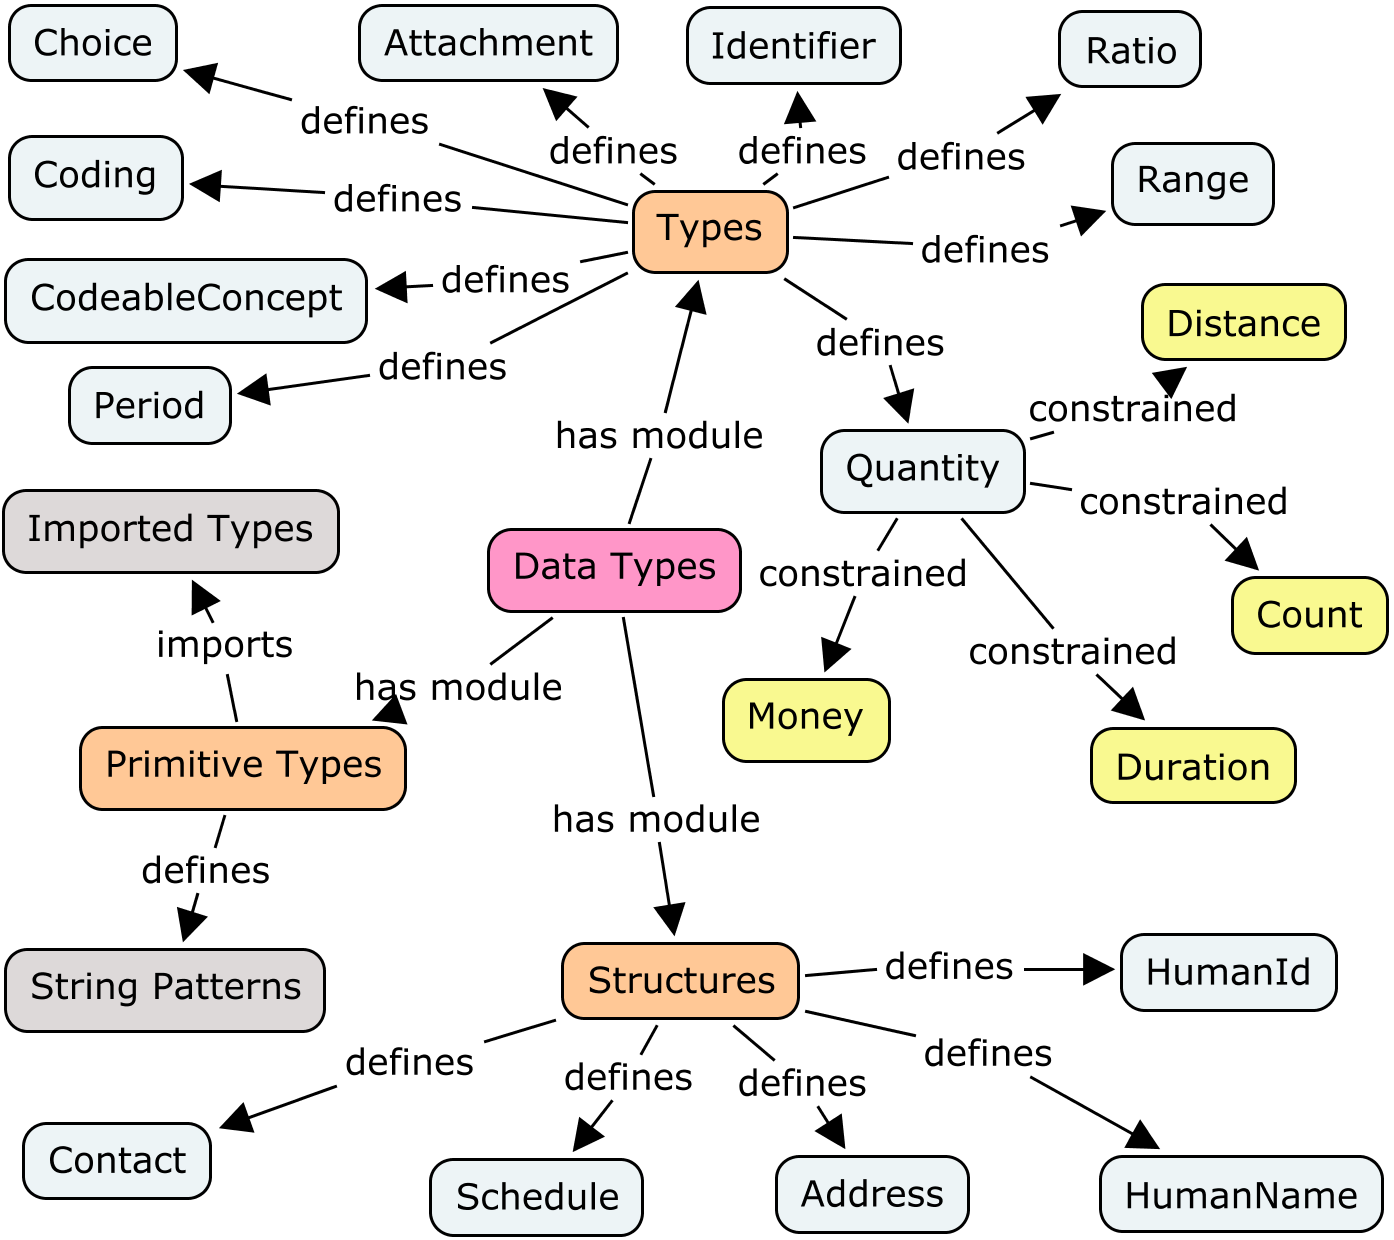 Choice
Attachment
Identifier
Ratio
defines
defines
defines
defines
Coding
Range
defines
Types
defines
CodeableConcept
defines
Distance
defines
defines
Period
constrained
has module
Quantity
constrained
Imported Types
Data Types
constrained
Count
imports
constrained
has module
Money
Primitive Types
Duration
has module
defines
String Patterns
Structures
defines
HumanId
defines
defines
defines
defines
Contact
Schedule
Address
HumanName